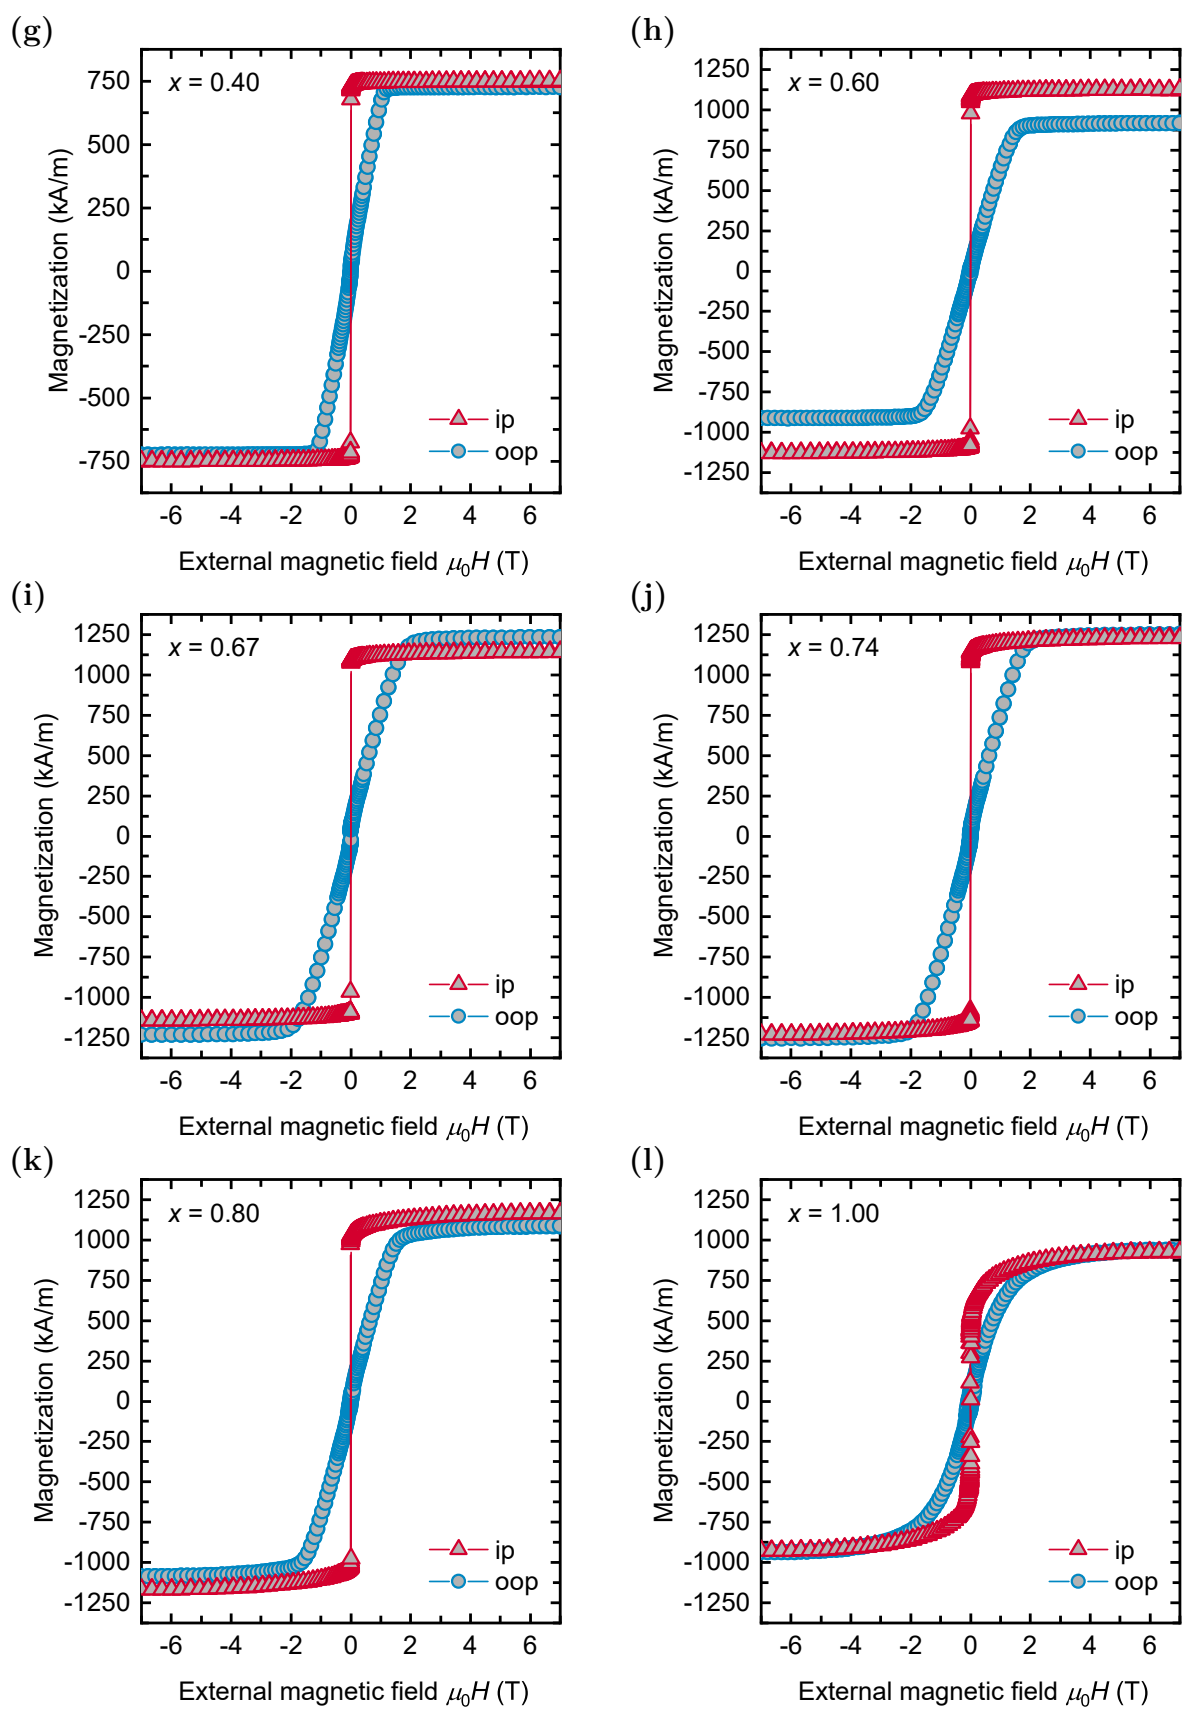 (g)
x = 0.40
Magnetization (kA/m)
750
500
250
0
-250
-500
-750
ip
oop
-6 -4 -2 0 2 4 6
External magnetic field μ0H (T)
(h)
x = 0.60
Magnetization (kA/m)
1250
1000
750
500
250
0
-250
-500
-750
-1000
-1250
ip
oop
-6 -4 -2 0 2 4 6
External magnetic field μ0H (T)
(i)
x = 0.67
Magnetization (kA/m)
1250
1000
750
500
250
0
-250
-500
-750
-1000
-1250
ip
oop
-6 -4 -2 0 2 4 6
External magnetic field μ0H (T)
(j)
x = 0.74
Magnetization (kA/m)
1250
1000
750
500
250
0
-250
-500
-750
-1000
-1250
ip
oop
-6 -4 -2 0 2 4 6
External magnetic field μ0H (T)
(k)
x = 0.80
Magnetization (kA/m)
1250
1000
750
500
250
0
-250
-500
-750
-1000
-1250
ip
oop
-6 -4 -2 0 2 4 6
External magnetic field μ0H (T)
(l)
x = 1.00
Magnetization (kA/m)
1250
1000
750
500
250
0
-250
-500
-750
-1000
-1250
ip
oop
-6 -4 -2 0 2 4 6
External magnetic field μ0H (T)